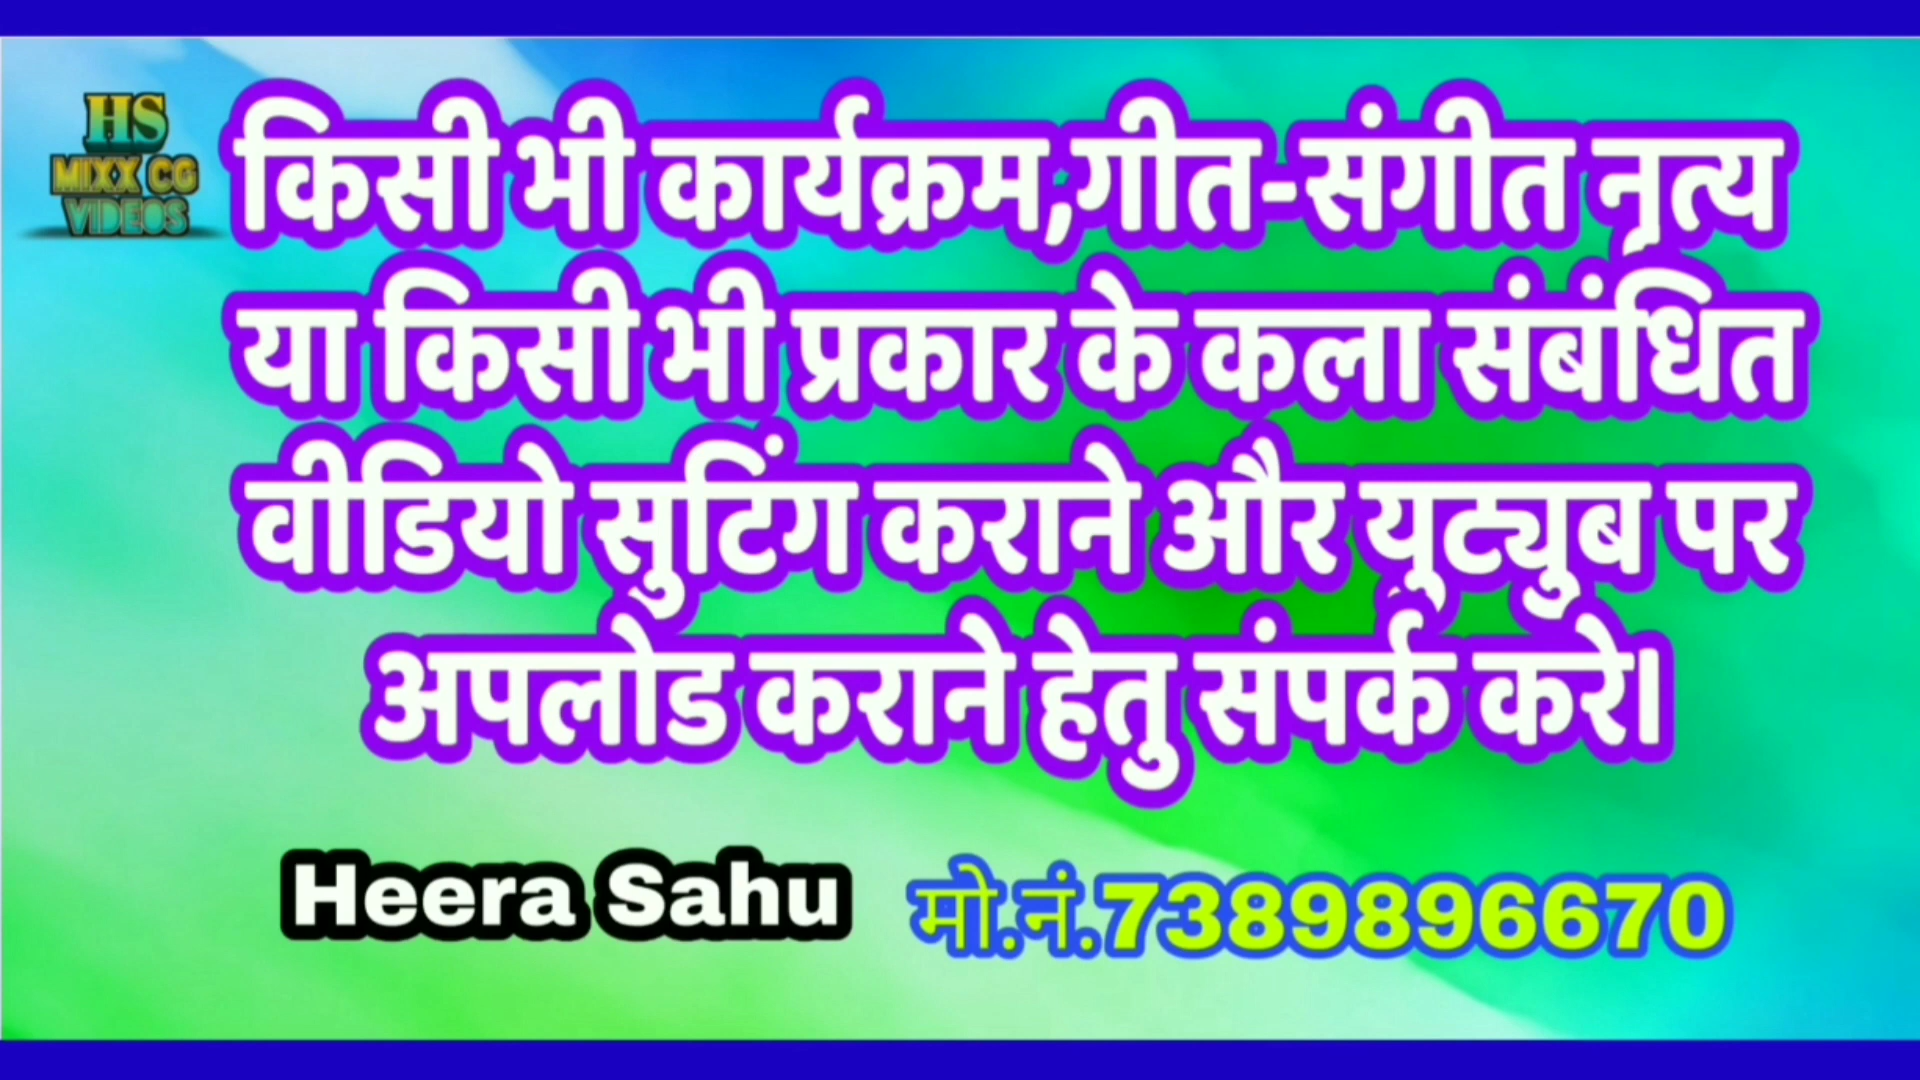 HS
MIXX CG
VIDEOS
किसी भी कार्यक्रम,गीत-संगीत नृत्य
या किसी भी प्रकार के कला संबंधित
वीडियो सुटिंग कराने और युट्युब पर
अपलोड कराने हेतु संपर्क करे।
Heera Sahu मो.नं.7389896670